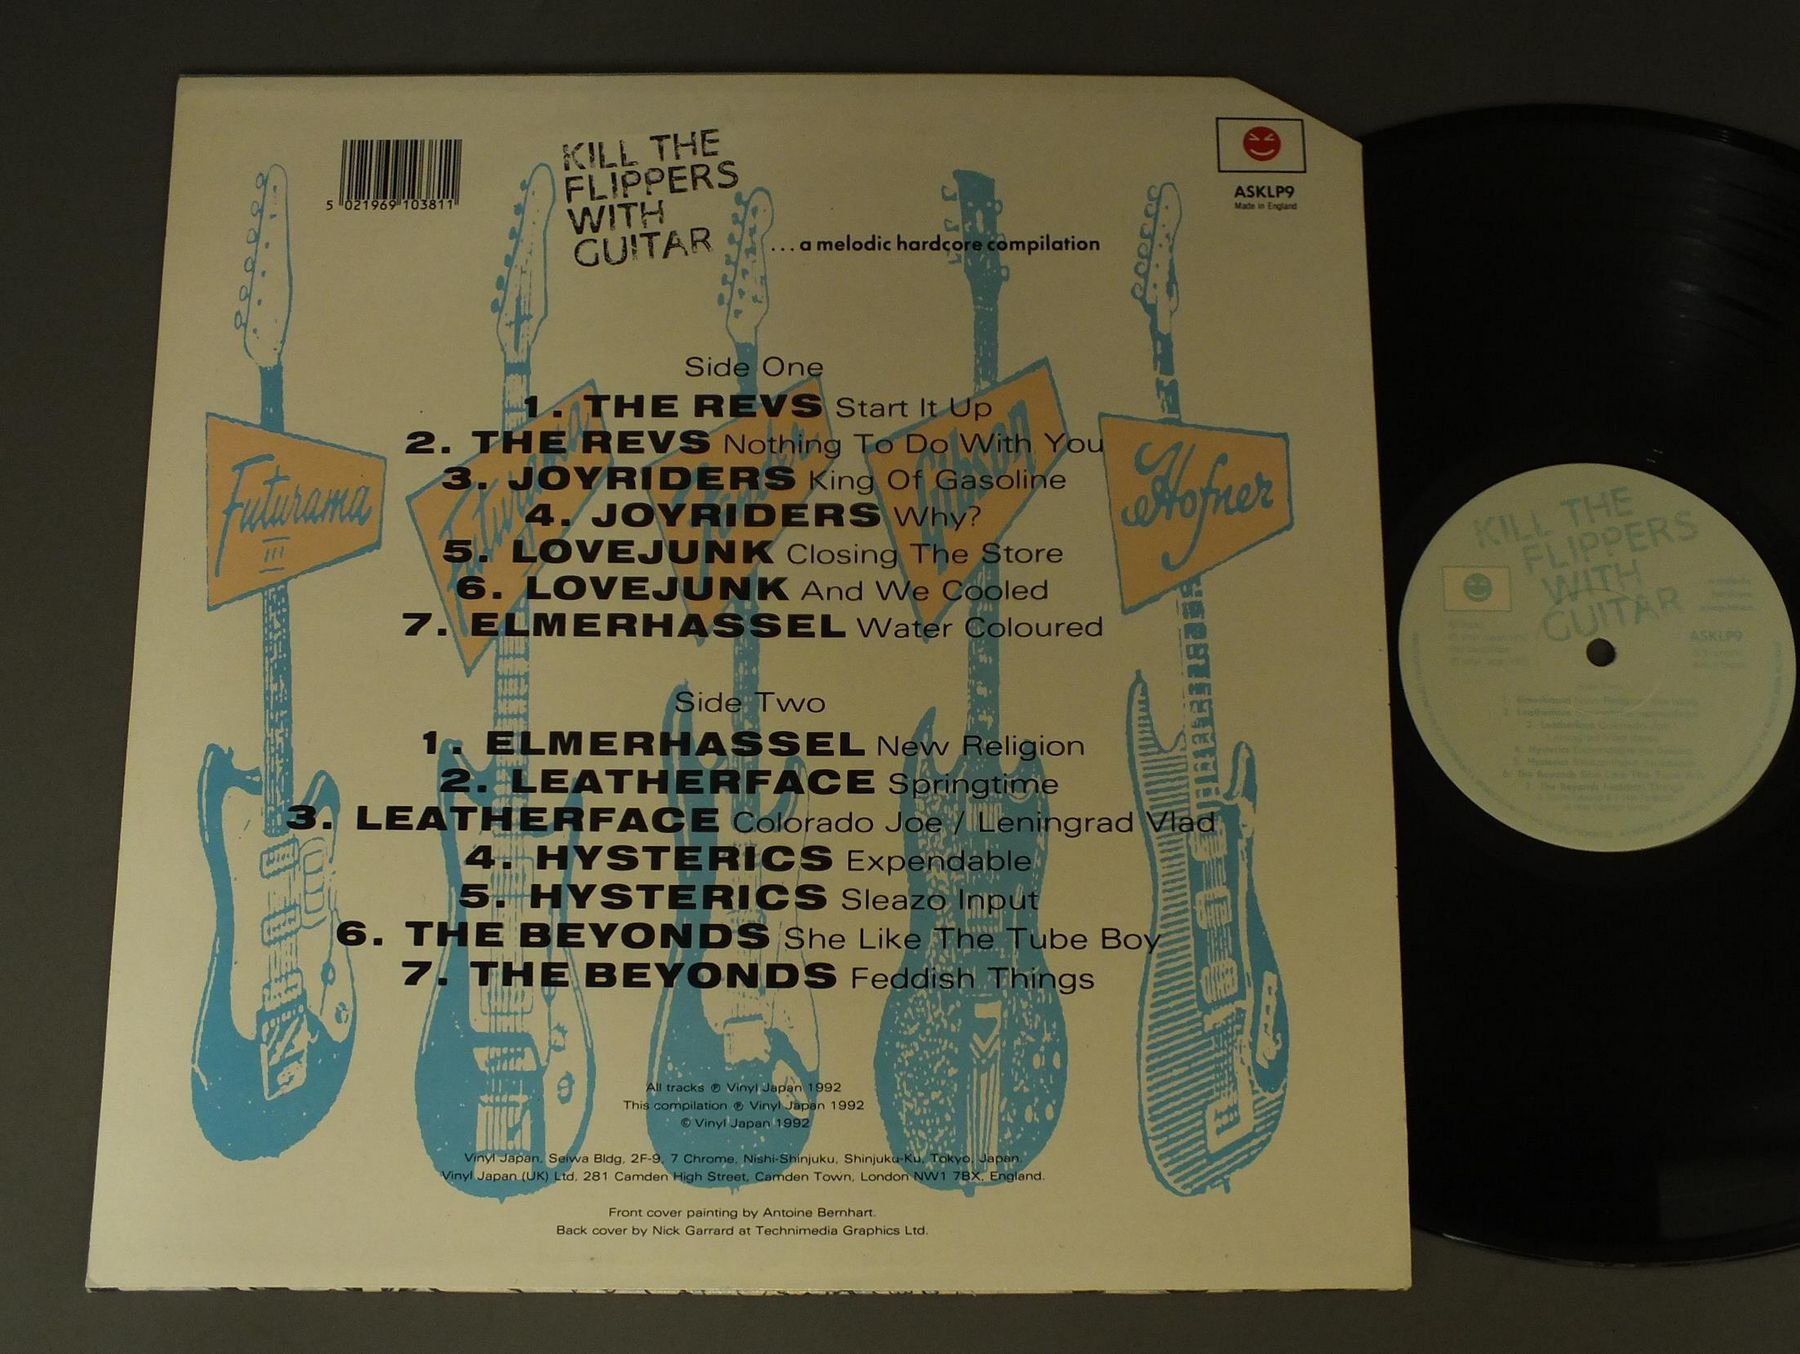 5 021969 103811
KILL THE
FLIPPERS
WITH
GUITAR
...a melodic hardcore compilation
ASKLP9
Made in England
Side One
1. THE REVS Start It Up
2. THE REVS Nothing To Do With You
3. JOYRIDERS King Of Gasoline
4. JOYRIDERS Why?
5. LOVEJUNK Closing The Store
6. LOVEJUNK And We Cooled
7. ELMERHASSEL Water Coloured
Futurama
III
Futurama
Fender
Gibson
Hofner
Side Two
1. ELMERHASSEL New Religion
2. LEATHERFACE Springtime
3. LEATHERFACE Colorado Joe / Leningrad Vlad
4. HYSTERICS Expendable
5. HYSTERICS Sleazo Input
6. THE BEYONDS She Like The Tube Boy
7. THE BEYONDS Feddish Things
All tracks ℗ Vinyl Japan 1992
This compilation ℗ Vinyl Japan 1992
© Vinyl Japan 1992
Vinyl Japan, Seiwa Bldg, 2F-9, 7 Chrome, Nishi-Shinjuku, Shinjuku-Ku, Tokyo, Japan.
Vinyl Japan (UK) Ltd, 281 Camden High Street, Camden Town, London NW1 7BX, England.
Front cover painting by Antoine Bernhart.
Back cover by Nick Garrard at Technimedia Graphics Ltd.
KILL THE
FLIPPERS
WITH
GUITAR
ASKLP9